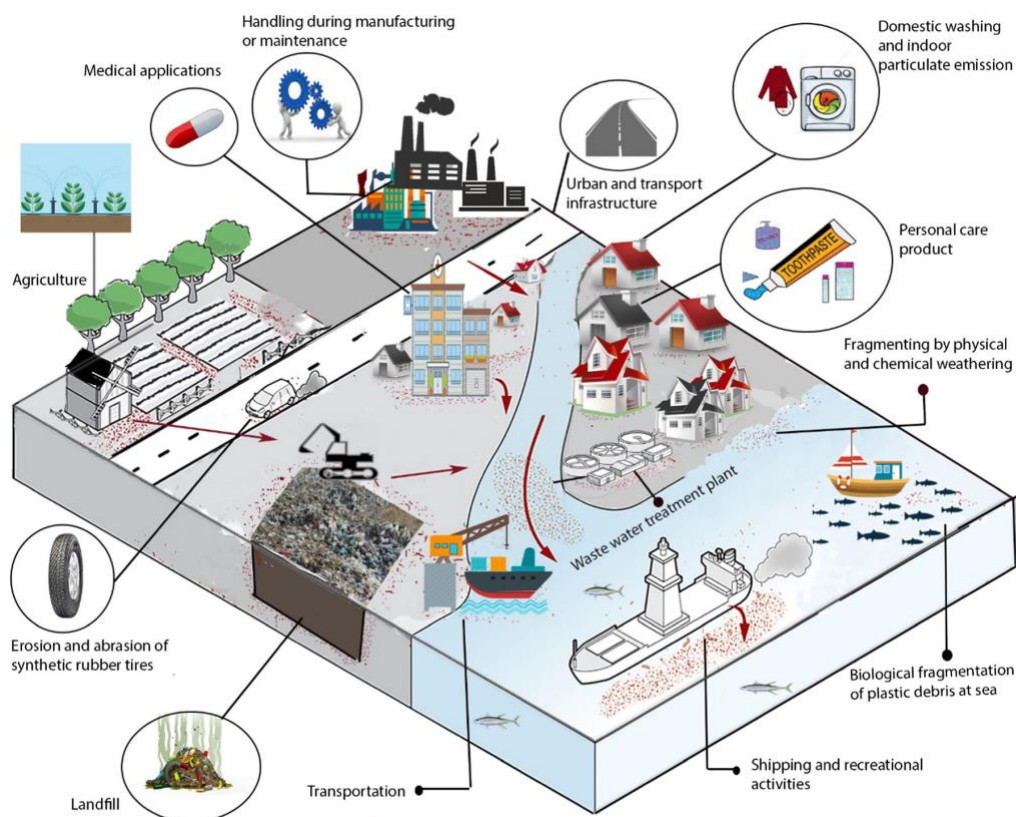 Handling during manufacturing
or maintenance
Medical applications
Domestic washing
and indoor
particulate emission
Urban and transport
infrastructure
Personal care
product
TOOTHPASTE
Agriculture
Fragmenting by physical
and chemical weathering
Waste water treatment plant
Erosion and abrasion of
synthetic rubber tires
Biological fragmentation
of plastic debris at sea
Shipping and recreational
activities
Transportation
Landfill